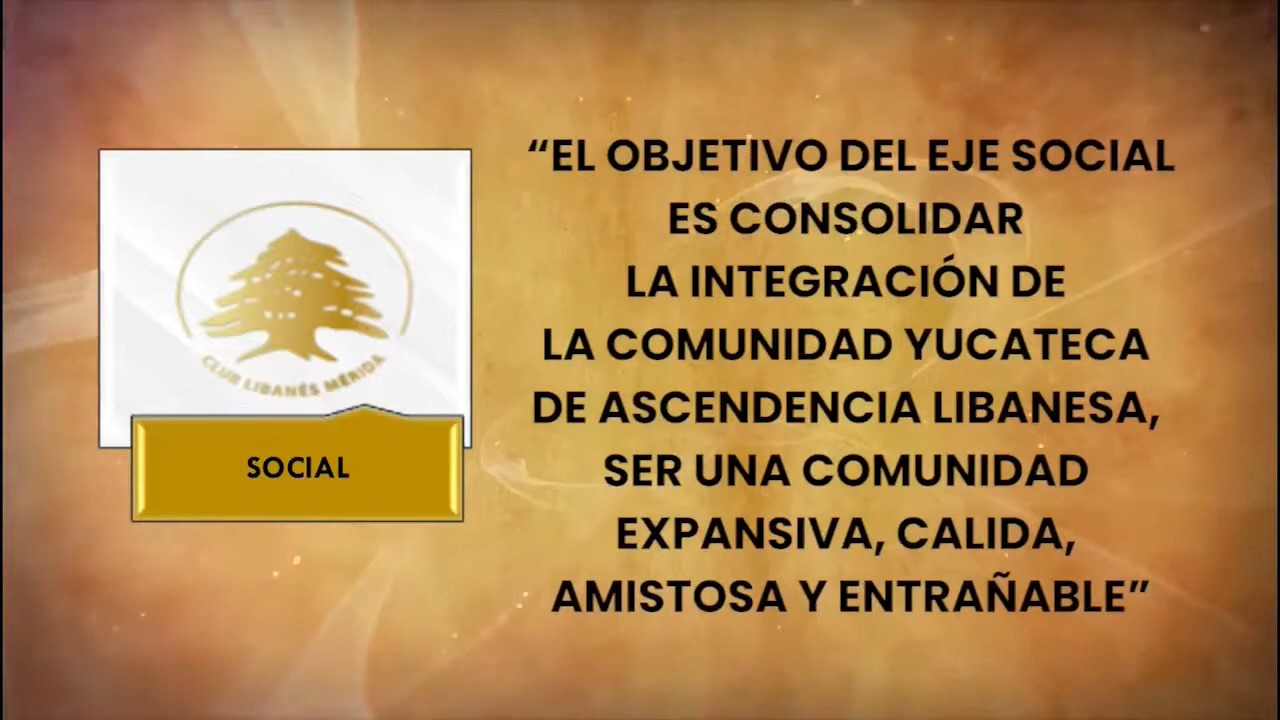 CLUB LIBANÉS MÉRIDA
SOCIAL
“EL OBJETIVO DEL EJE SOCIAL
ES CONSOLIDAR
LA INTEGRACIÓN DE
LA COMUNIDAD YUCATECA
DE ASCENDENCIA LIBANESA,
SER UNA COMUNIDAD
EXPANSIVA, CALIDA,
AMISTOSA Y ENTRAÑABLE”